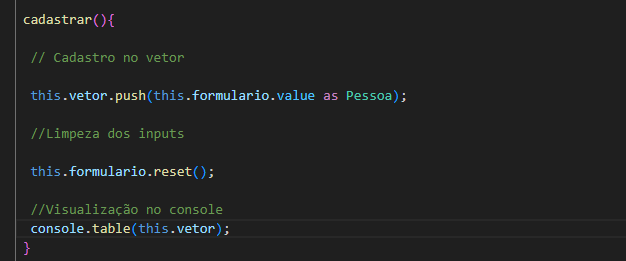 cadastrar(){
// Cadastro no vetor
this.vetor.push(this.formulario.value as Pessoa);
//Limpeza dos inputs
this.formulario.reset();
//Visualização no console
console.table(this.vetor);
}